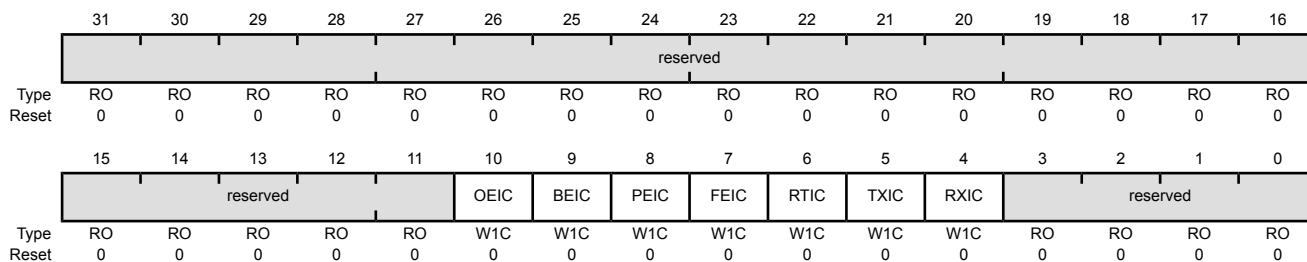 31 30 29 28 27 26 25 24 23 22 21 20 19 18 17 16
reserved
Type RO RO RO RO RO RO RO RO RO RO RO RO RO RO RO RO
Reset 0 0 0 0 0 0 0 0 0 0 0 0 0 0 0 0
15 14 13 12 11 10 9 8 7 6 5 4 3 2 1 0
reserved OEIC BEIC PEIC FEIC RTIC TXIC RXIC reserved
Type RO RO RO RO RO W1C W1C W1C W1C W1C W1C W1C RO RO RO RO
Reset 0 0 0 0 0 0 0 0 0 0 0 0 0 0 0 0